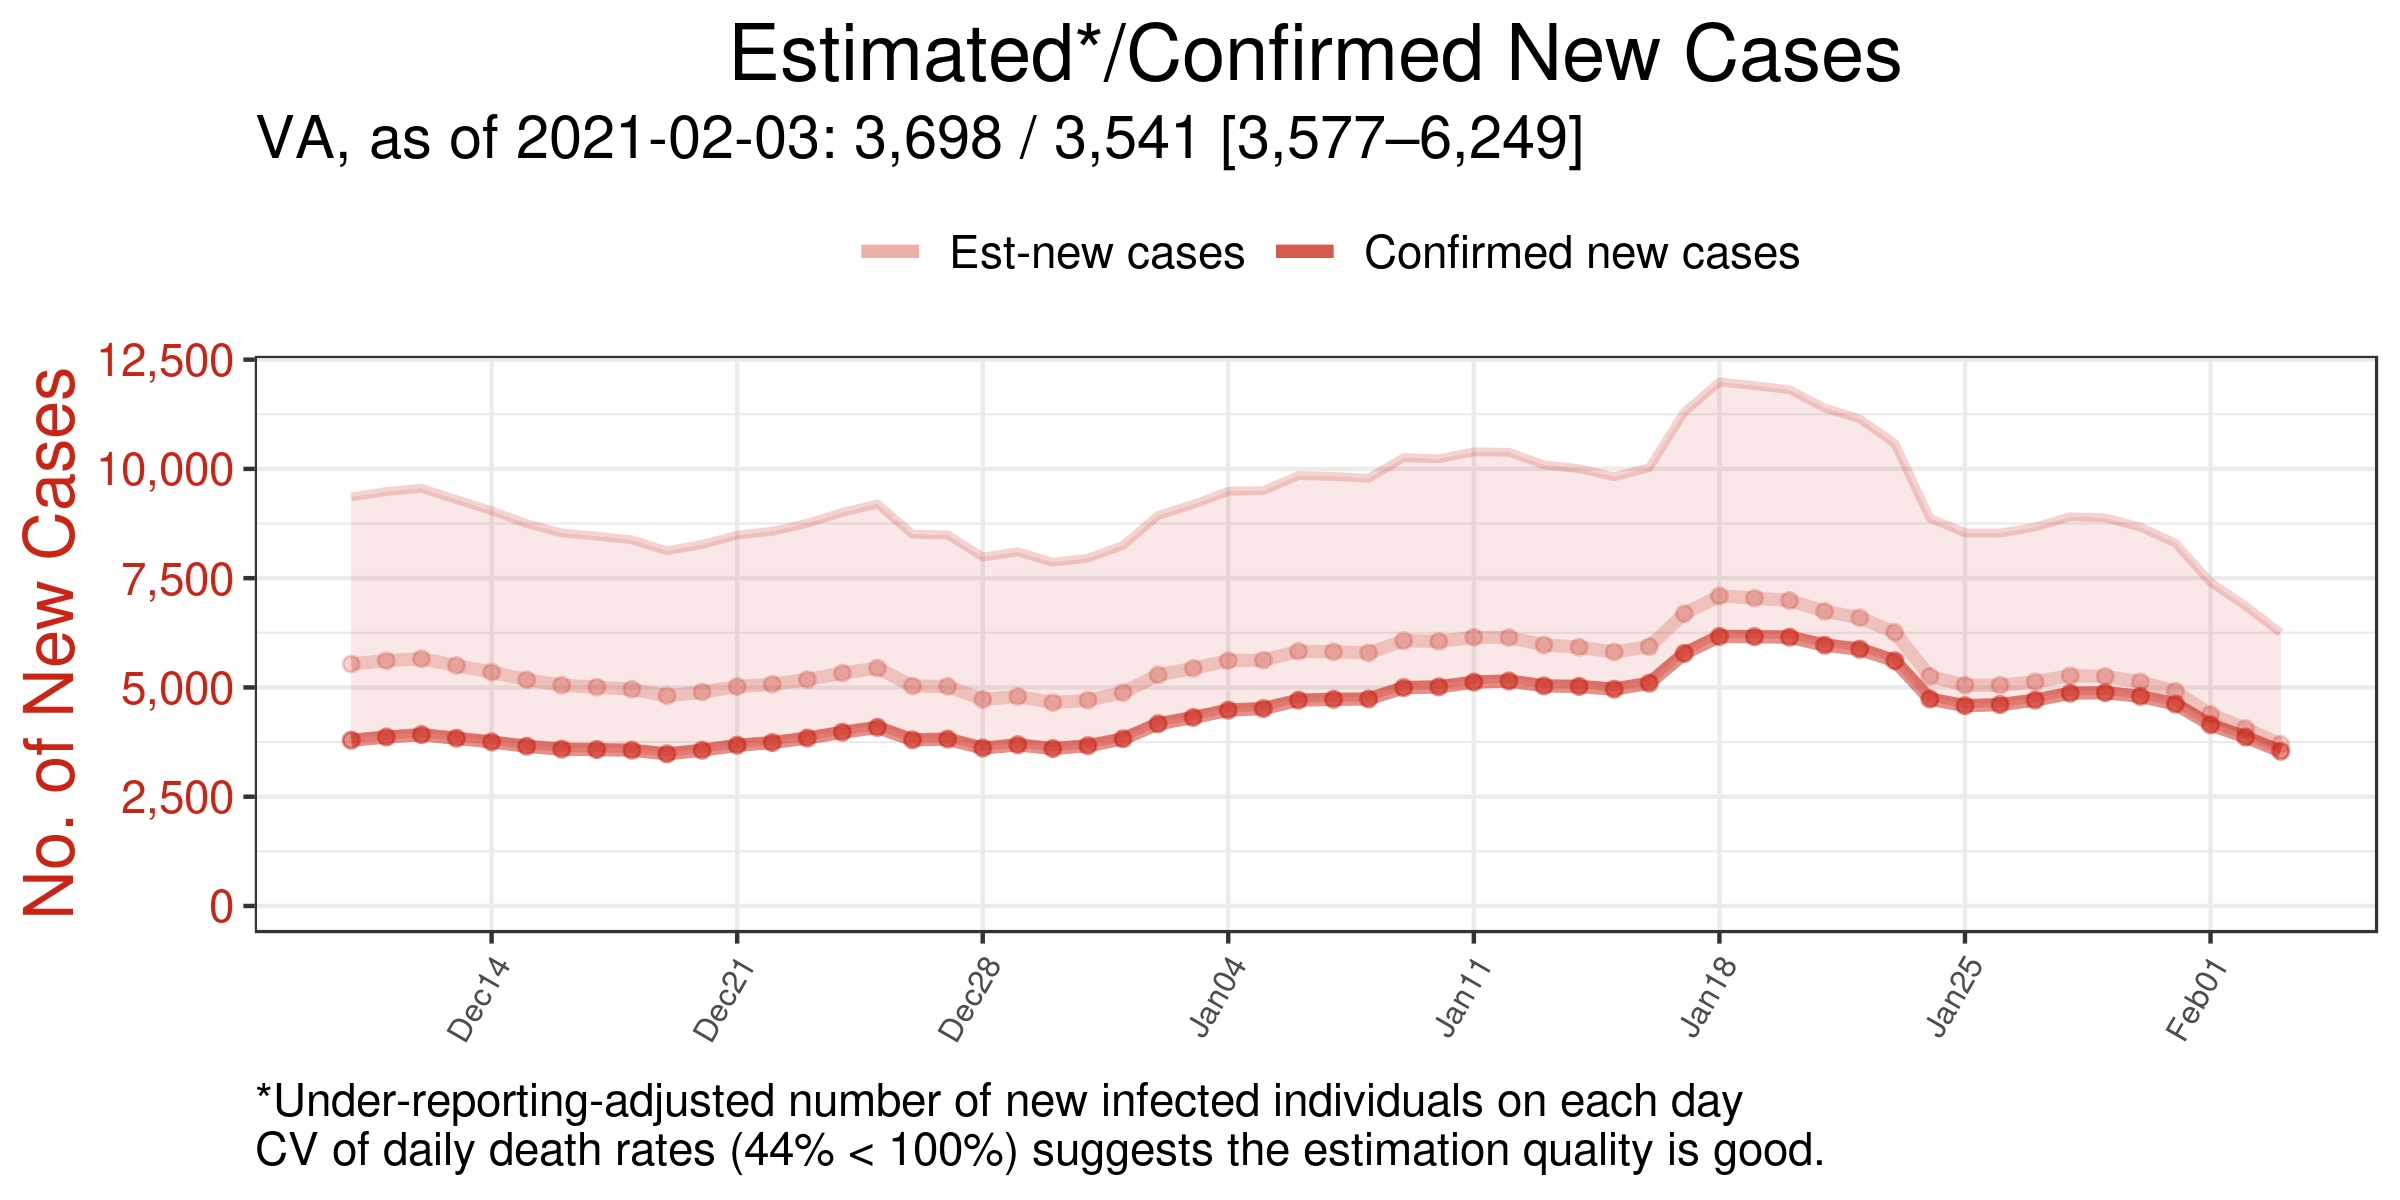 Estimated*/Confirmed New Cases
VA, as of 2021-02-03: 3,698 / 3,541 [3,577–6,249]
Est-new cases
Confirmed new cases
No. of New Cases
12,500
10,000
7,500
5,000
2,500
0
Dec14
Dec21
Dec28
Jan04
Jan11
Jan18
Jan25
Feb01
*Under-reporting-adjusted number of new infected individuals on each day
CV of daily death rates (44% < 100%) suggests the estimation quality is good.